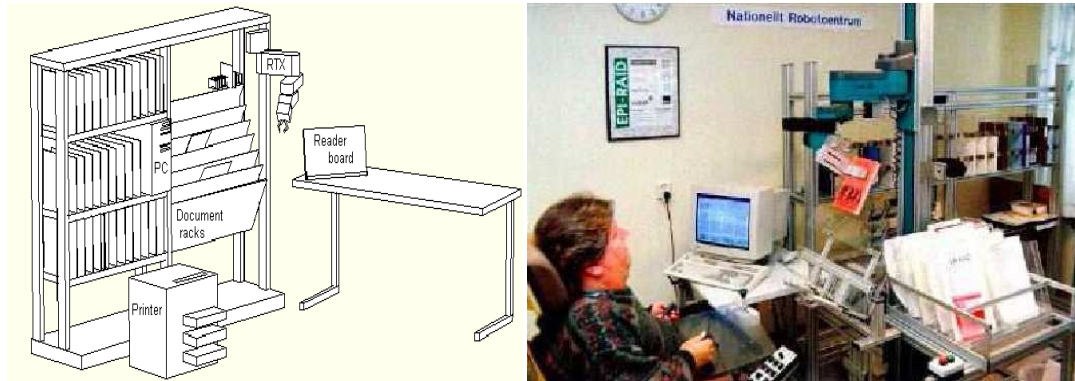 RTX
PC
Reader
board
Document
racks
Printer
Nationellt Robotcentrum
EPI-RAID